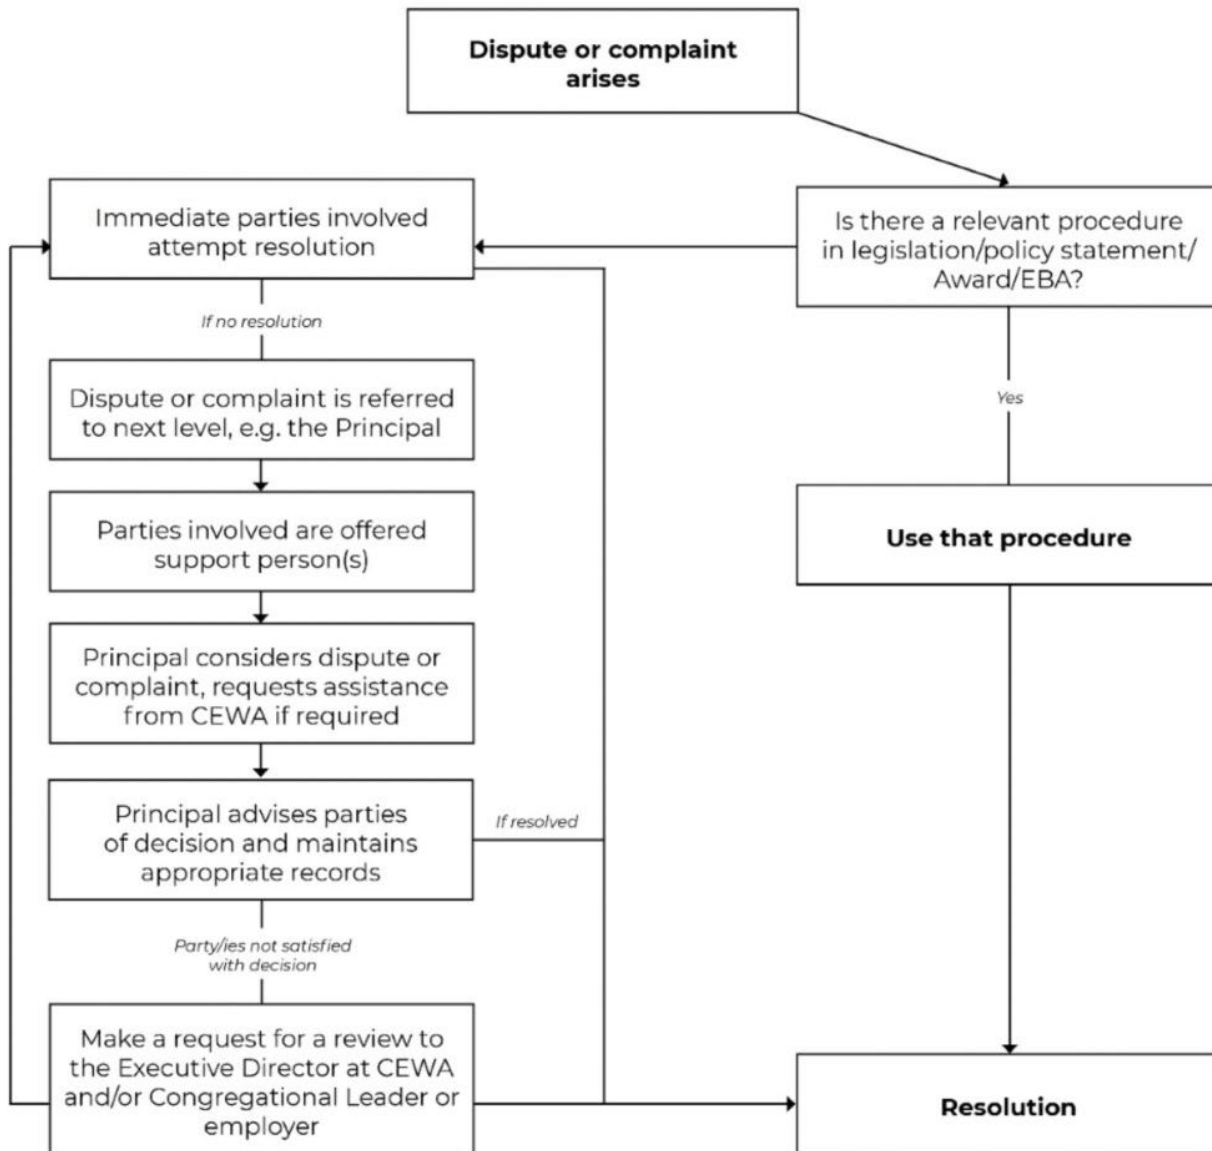 Dispute or complaint
arises
Is there a relevant procedure
in legislation/policy statement/
Award/EBA?
Immediate parties involved
attempt resolution
If no resolution
Dispute or complaint is referred
to next level, e.g. the Principal
Yes
Parties involved are offered
support person(s)
Use that procedure
Principal considers dispute or
complaint, requests assistance
from CEWA if required
Principal advises parties
of decision and maintains
appropriate records
If resolved
Party/ies not satisfied
with decision
Make a request for a review to
the Executive Director at CEWA
and/or Congregational Leader or
employer
Resolution